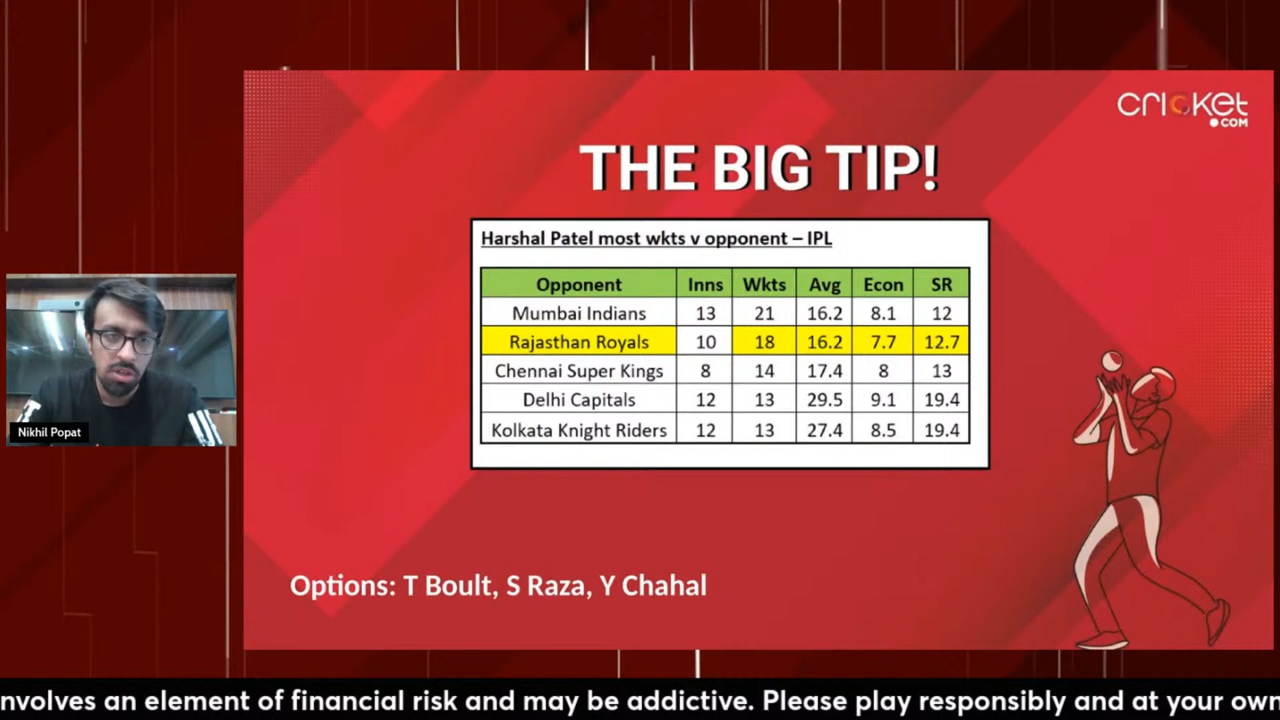 cricket
.COM
THE BIG TIP!
Harshal Patel most wkts v opponent – IPL
Opponent Inns Wkts Avg Econ SR
Mumbai Indians 13 21 16.2 8.1 12
Rajasthan Royals 10 18 16.2 7.7 12.7
Chennai Super Kings 8 14 17.4 8 13
Delhi Capitals 12 13 29.5 9.1 19.4
Kolkata Knight Riders 12 13 27.4 8.5 19.4
Nikhil Popat
Options: T Boult, S Raza, Y Chahal
nvolves an element of financial risk and may be addictive. Please play responsibly and at your own